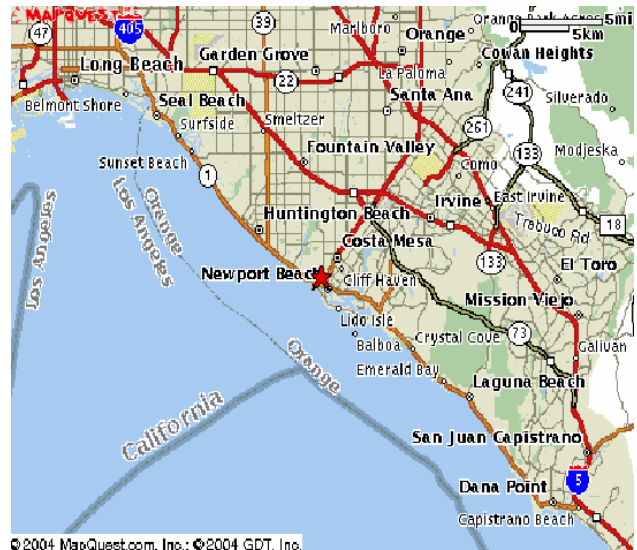 MAPQUEST
405
39
Marlboro
Orange
Orange Park Acres
0 5mi
5km
47
Garden Grove
Cowan Heights
Long Beach
22
La Paloma
241
Belmont Shore
Seal Beach
Santa Ana
Silverado
Surfside
Smeltzer
261
133
Modjeska
Sunset Beach
Fountain Valley
Como
1
Orange
Los Angeles
Irvine
East Irvine
Huntington Beach
Trabuco Rd
18
Los Angeles
Costa Mesa
133
El Toro
Newport Beach
Cliff Haven
Mission Viejo
Lido Isle
73
Balboa
Crystal Cove
Galivan
Orange
Emerald Bay
Laguna Beach
California
San Juan Capistrano
5
Dana Point
Capistrano Beach
©2004 MapQuest.com, Inc.; ©2004 GDT, Inc.